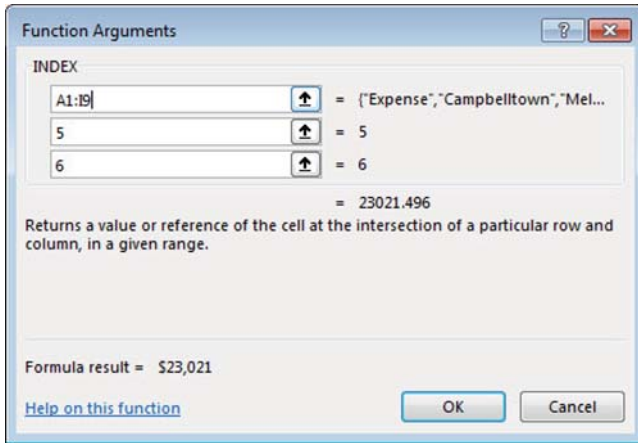 Function Arguments
INDEX
A1:I9 = {"Expense","Campbelltown","Mel...
5 = 5
6 = 6
= 23021.496
Returns a value or reference of the cell at the intersection of a particular row and
column, in a given range.
Formula result = $23,021
Help on this function
OK Cancel